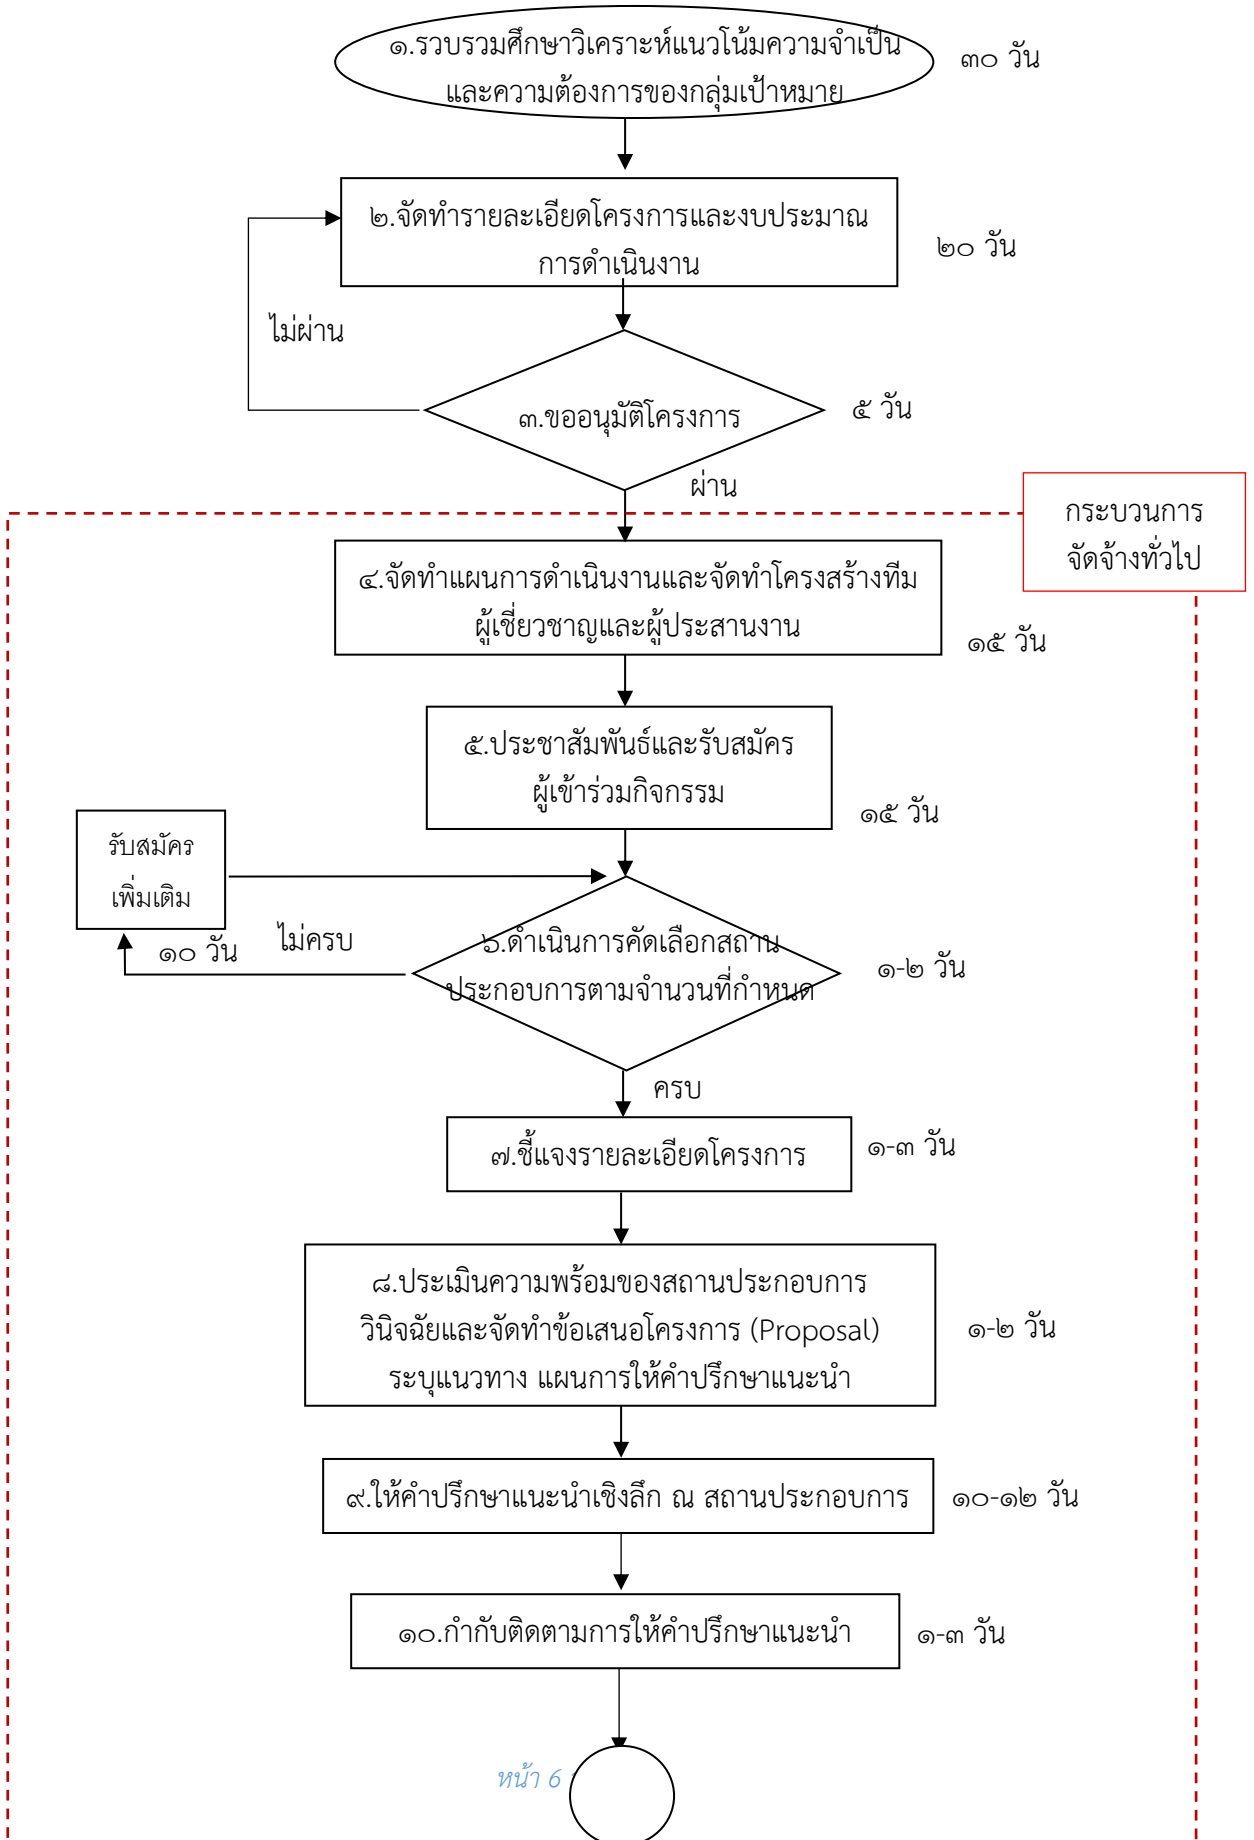 ๑.รวบรวมศึกษาวิเคราะห์แนวโน้มความจำเป็น
และความต้องการของกลุ่มเป้าหมาย
๓๐ วัน
๒.จัดทำรายละเอียดโครงการและงบประมาณ
การดำเนินงาน
๒๐ วัน
ไม่ผ่าน
๓.ขออนุมัติโครงการ
๕ วัน
ผ่าน
กระบวนการ
จัดจ้างทั่วไป
๔.จัดทำแผนการดำเนินงานและจัดทำโครงสร้างทีม
ผู้เชี่ยวชาญและผู้ประสานงาน
๑๕ วัน
๕.ประชาสัมพันธ์และรับสมัคร
ผู้เข้าร่วมกิจกรรม
๑๕ วัน
รับสมัคร
เพิ่มเติม
๑๐ วัน
ไม่ครบ
๖.ดำเนินการคัดเลือกสถาน
ประกอบการตามจำนวนที่กำหนด
๑-๒ วัน
ครบ
๗.ชี้แจงรายละเอียดโครงการ
๑-๓ วัน
๘.ประเมินความพร้อมของสถานประกอบการ
วินิจฉัยและจัดทำข้อเสนอโครงการ (Proposal)
ระบุแนวทาง แผนการให้คำปรึกษาแนะนำ
๑-๒ วัน
๙.ให้คำปรึกษาแนะนำเชิงลึก ณ สถานประกอบการ
๑๐-๑๒ วัน
๑๐.กำกับติดตามการให้คำปรึกษาแนะนำ
๑-๓ วัน
หน้า 6